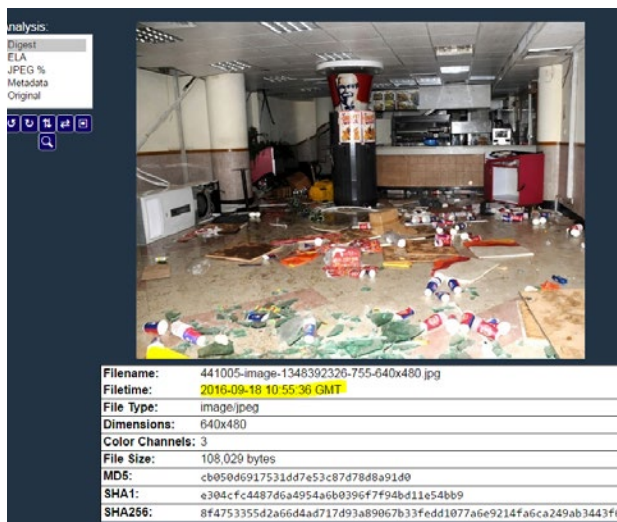 Analysis:
Digest
ELA
JPEG %
Metadata
Original
Filename: 441005-image-1348392326-755-640x480.jpg
Filetime: 2016-09-18 10:55:36 GMT
File Type: image/jpeg
Dimensions: 640x480
Color Channels: 3
File Size: 108,029 bytes
MD5: cb050d6917531dd7e53c87d78d8a91d0
SHA1: e304cfc4487d6a4954a6b0396f7f94bd11e54bb9
SHA256: 8f4753355d2a66d4ad717d93a89067b33fedd1077a6e9214fa6ca249ab3443f6